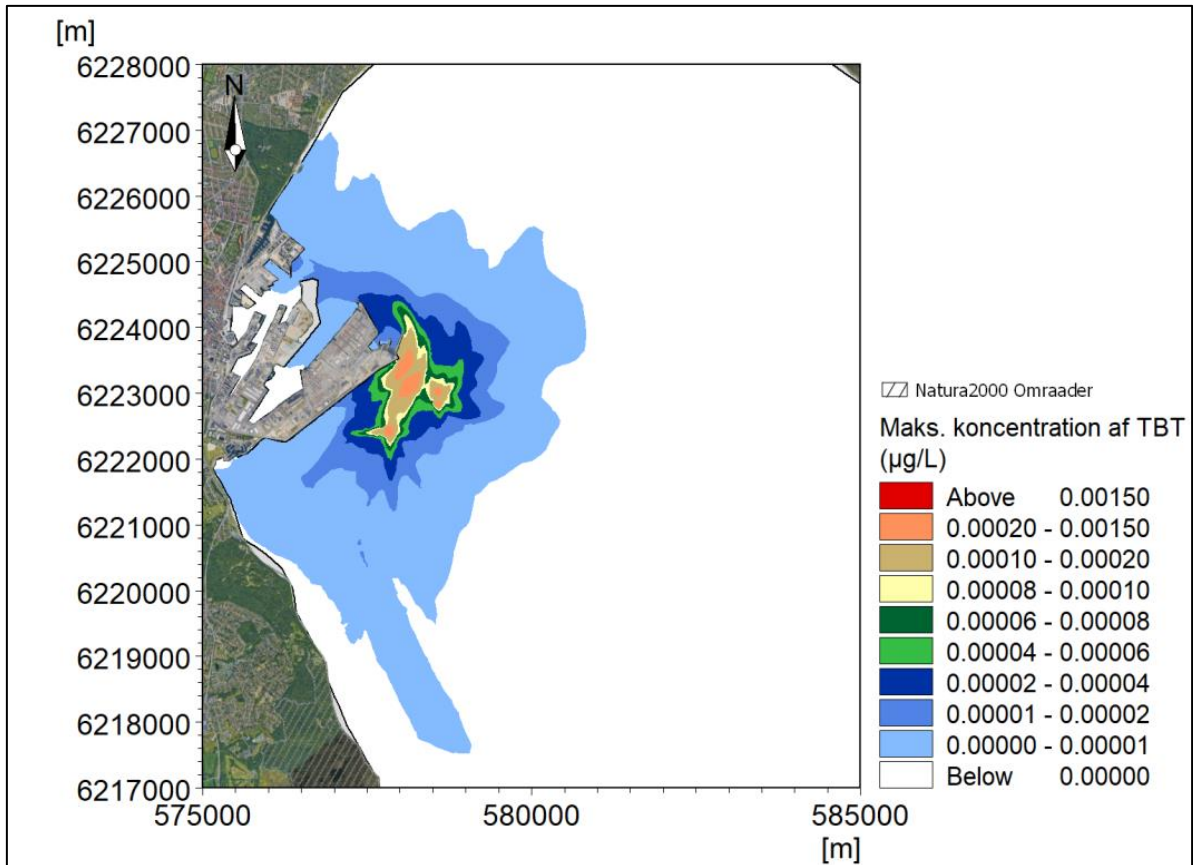 [m]
6228000
N
6227000
6226000
6225000
6224000
6223000
6222000
6221000
6220000
6219000
6218000
6217000
575000 580000 585000
[m]
Natura2000 Omraader
Maks. koncentration af TBT
(µg/L)
Above 0.00150
0.00020 - 0.00150
0.00010 - 0.00020
0.00008 - 0.00010
0.00006 - 0.00008
0.00004 - 0.00006
0.00002 - 0.00004
0.00001 - 0.00002
0.00000 - 0.00001
Below 0.00000